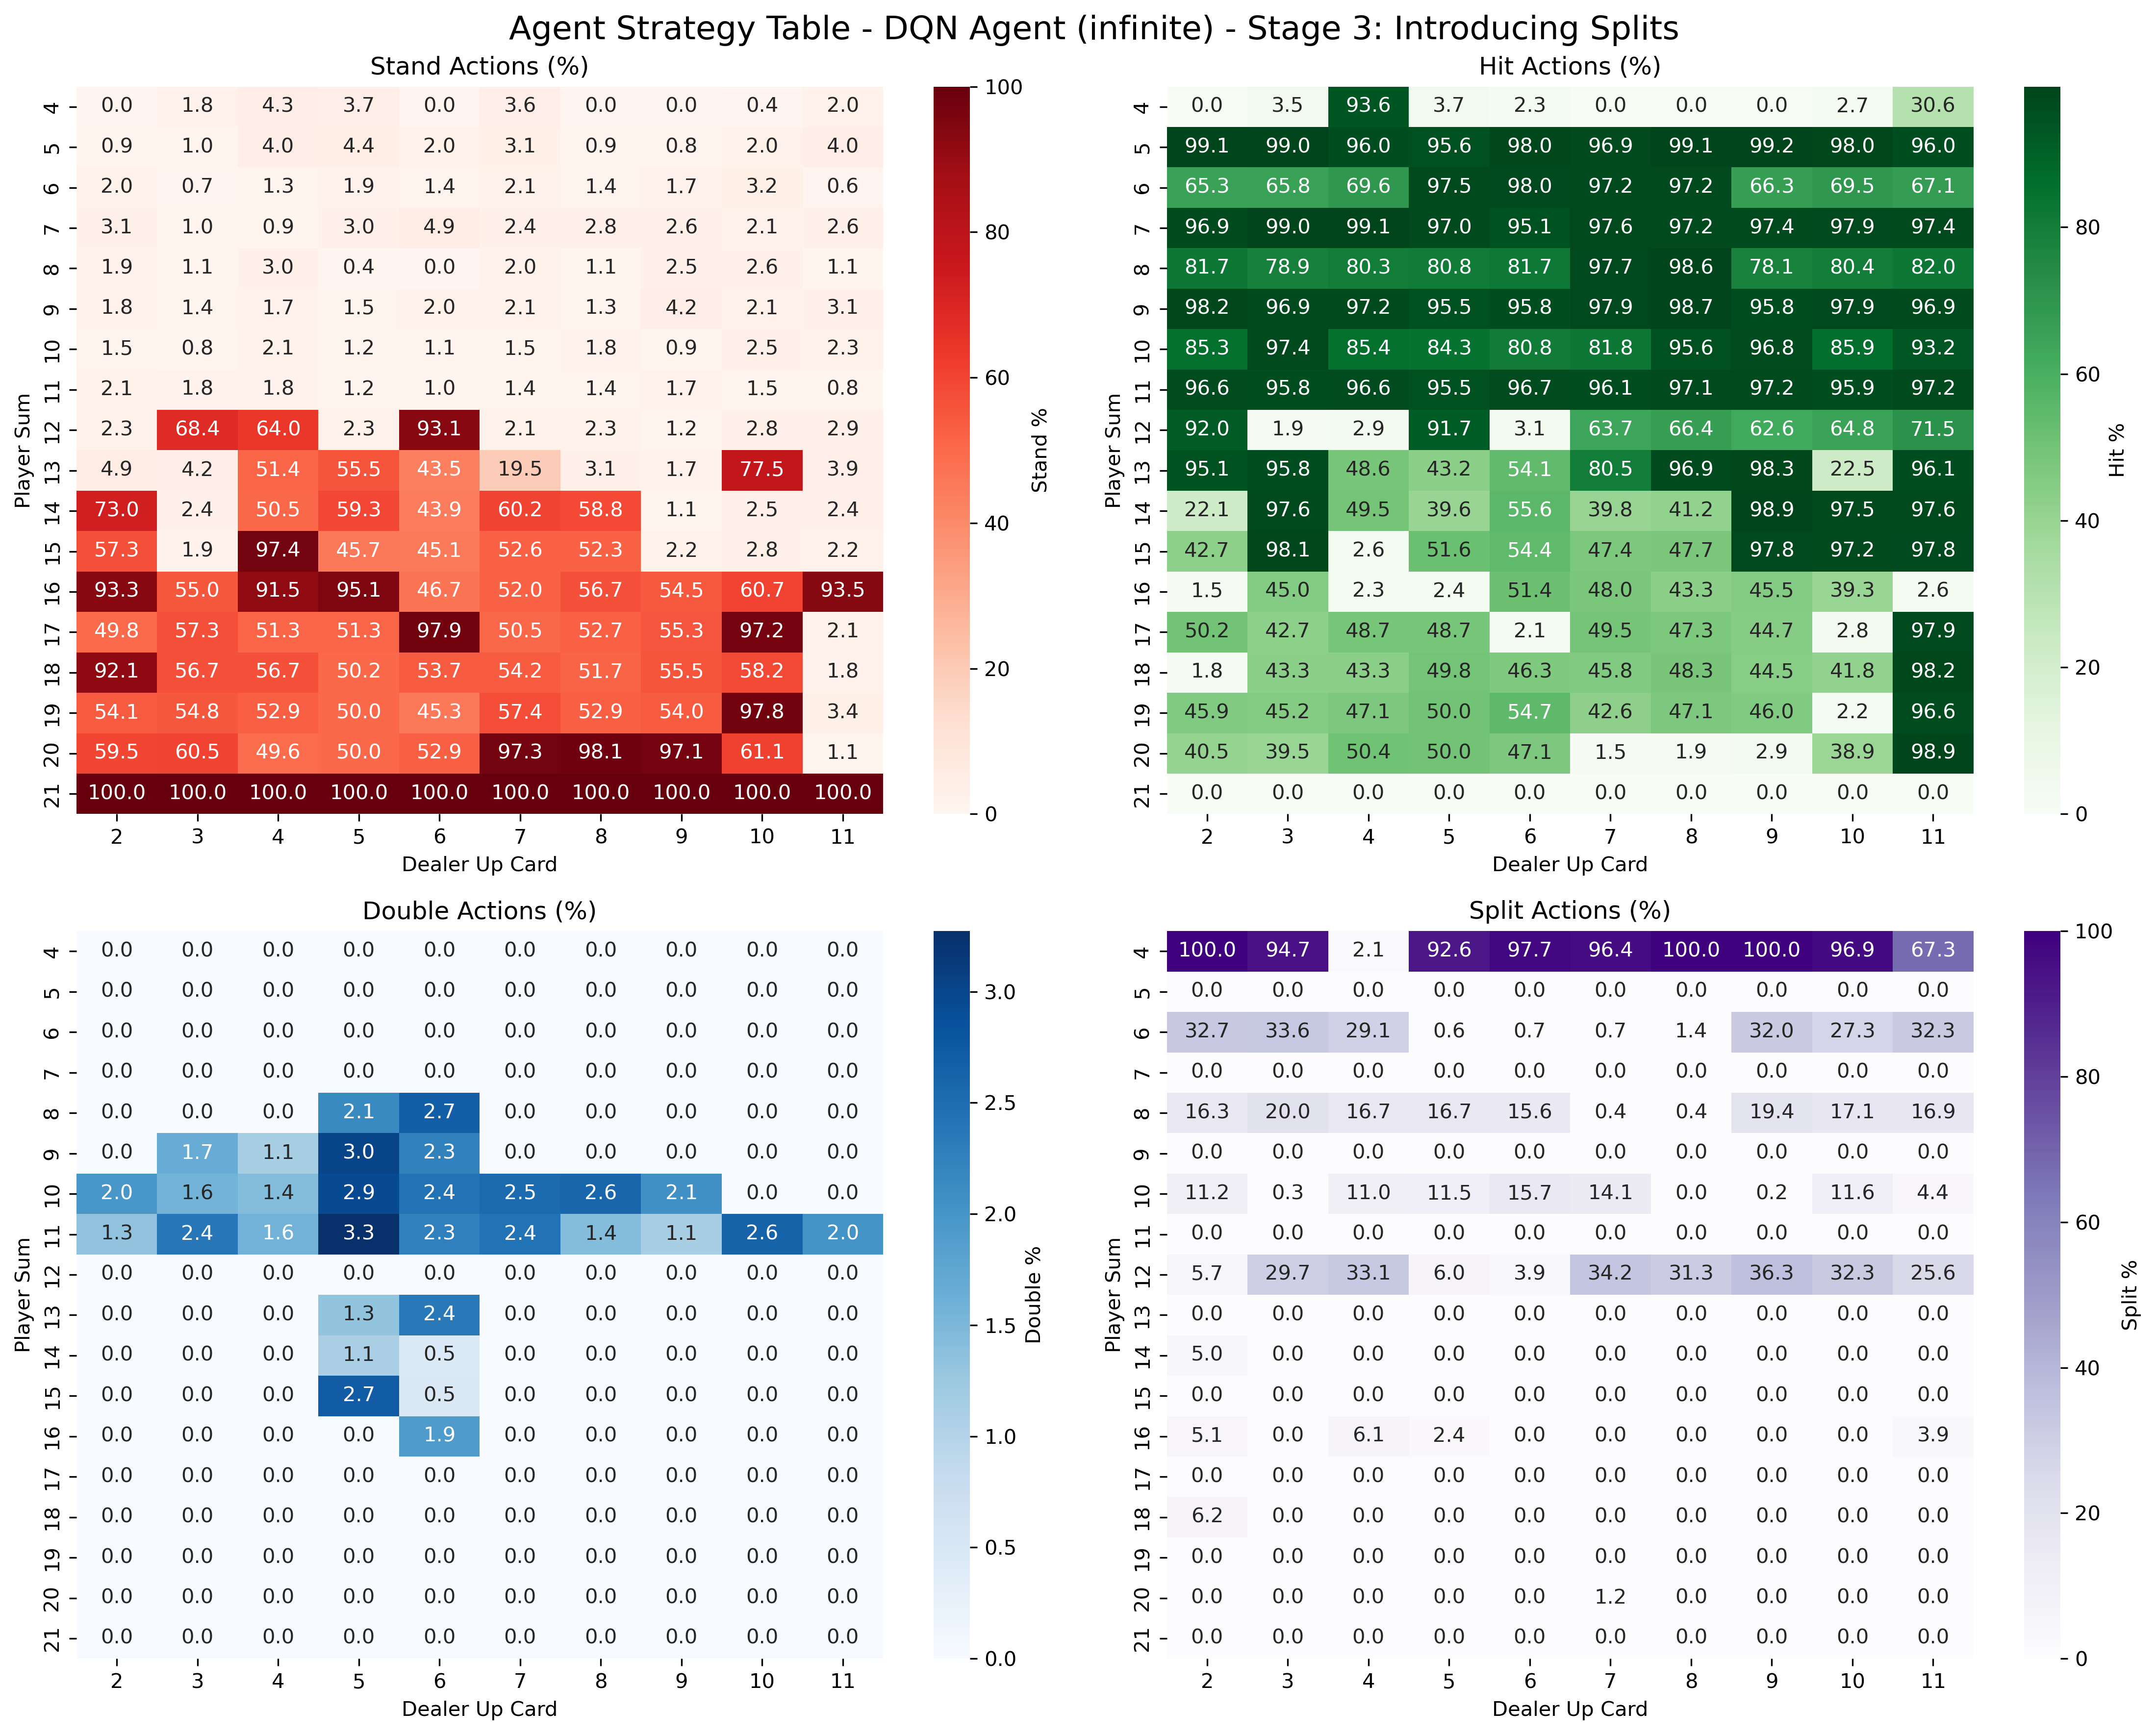 Agent Strategy Table - DQN Agent (infinite) - Stage 3: Introducing Splits
Stand Actions (%)
4 0.0 1.8 4.3 3.7 0.0 3.6 0.0 0.0 0.4 2.0
5 0.9 1.0 4.0 4.4 2.0 3.1 0.9 0.8 2.0 4.0
6 2.0 0.7 1.3 1.9 1.4 2.1 1.4 1.7 3.2 0.6
7 3.1 1.0 0.9 3.0 4.9 2.4 2.8 2.6 2.1 2.6
8 1.9 1.1 3.0 0.4 0.0 2.0 1.1 2.5 2.6 1.1
9 1.8 1.4 1.7 1.5 2.0 2.1 1.3 4.2 2.1 3.1
10 1.5 0.8 2.1 1.2 1.1 1.5 1.8 0.9 2.5 2.3
11 2.1 1.8 1.8 1.2 1.0 1.4 1.4 1.7 1.5 0.8
12 2.3 68.4 64.0 2.3 93.1 2.1 2.3 1.2 2.8 2.9
13 4.9 4.2 51.4 55.5 43.5 19.5 3.1 1.7 77.5 3.9
14 73.0 2.4 50.5 59.3 43.9 60.2 58.8 1.1 2.5 2.4
15 57.3 1.9 97.4 45.7 45.1 52.6 52.3 2.2 2.8 2.2
16 93.3 55.0 91.5 95.1 46.7 52.0 56.7 54.5 60.7 93.5
17 49.8 57.3 51.3 51.3 97.9 50.5 52.7 55.3 97.2 2.1
18 92.1 56.7 56.7 50.2 53.7 54.2 51.7 55.5 58.2 1.8
19 54.1 54.8 52.9 50.0 45.3 57.4 52.9 54.0 97.8 3.4
20 59.5 60.5 49.6 50.0 52.9 97.3 98.1 97.1 61.1 1.1
21 100.0 100.0 100.0 100.0 100.0 100.0 100.0 100.0 100.0 100.0
2 3 4 5 6 7 8 9 10 11
Dealer Up Card
Player Sum
100
80
60
40
20
0
Stand %
Hit Actions (%)
4 0.0 3.5 93.6 3.7 2.3 0.0 0.0 0.0 2.7 30.6
5 99.1 99.0 96.0 95.6 98.0 96.9 99.1 99.2 98.0 96.0
6 65.3 65.8 69.6 97.5 98.0 97.2 97.2 66.3 69.5 67.1
7 96.9 99.0 99.1 97.0 95.1 97.6 97.2 97.4 97.9 97.4
8 81.7 78.9 80.3 80.8 81.7 97.7 98.6 78.1 80.4 82.0
9 98.2 96.9 97.2 95.5 95.8 97.9 98.7 95.8 97.9 96.9
10 85.3 97.4 85.4 84.3 80.8 81.8 95.6 96.8 85.9 93.2
11 96.6 95.8 96.6 95.5 96.7 96.1 97.1 97.2 95.9 97.2
12 92.0 1.9 2.9 91.7 3.1 63.7 66.4 62.6 64.8 71.5
13 95.1 95.8 48.6 43.2 54.1 80.5 96.9 98.3 22.5 96.1
14 22.1 97.6 49.5 39.6 55.6 39.8 41.2 98.9 97.5 97.6
15 42.7 98.1 2.6 51.6 54.4 47.4 47.7 97.8 97.2 97.8
16 1.5 45.0 2.3 2.4 51.4 48.0 43.3 45.5 39.3 2.6
17 50.2 42.7 48.7 48.7 2.1 49.5 47.3 44.7 2.8 97.9
18 1.8 43.3 43.3 49.8 46.3 45.8 48.3 44.5 41.8 98.2
19 45.9 45.2 47.1 50.0 54.7 42.6 47.1 46.0 2.2 96.6
20 40.5 39.5 50.4 50.0 47.1 1.5 1.9 2.9 38.9 98.9
21 0.0 0.0 0.0 0.0 0.0 0.0 0.0 0.0 0.0 0.0
2 3 4 5 6 7 8 9 10 11
Dealer Up Card
Player Sum
80
60
40
20
0
Hit %
Double Actions (%)
4 0.0 0.0 0.0 0.0 0.0 0.0 0.0 0.0 0.0 0.0
5 0.0 0.0 0.0 0.0 0.0 0.0 0.0 0.0 0.0 0.0
6 0.0 0.0 0.0 0.0 0.0 0.0 0.0 0.0 0.0 0.0
7 0.0 0.0 0.0 0.0 0.0 0.0 0.0 0.0 0.0 0.0
8 0.0 0.0 0.0 2.1 2.7 0.0 0.0 0.0 0.0 0.0
9 0.0 1.7 1.1 3.0 2.3 0.0 0.0 0.0 0.0 0.0
10 2.0 1.6 1.4 2.9 2.4 2.5 2.6 2.1 0.0 0.0
11 1.3 2.4 1.6 3.3 2.3 2.4 1.4 1.1 2.6 2.0
12 0.0 0.0 0.0 0.0 0.0 0.0 0.0 0.0 0.0 0.0
13 0.0 0.0 0.0 1.3 2.4 0.0 0.0 0.0 0.0 0.0
14 0.0 0.0 0.0 1.1 0.5 0.0 0.0 0.0 0.0 0.0
15 0.0 0.0 0.0 2.7 0.5 0.0 0.0 0.0 0.0 0.0
16 0.0 0.0 0.0 0.0 1.9 0.0 0.0 0.0 0.0 0.0
17 0.0 0.0 0.0 0.0 0.0 0.0 0.0 0.0 0.0 0.0
18 0.0 0.0 0.0 0.0 0.0 0.0 0.0 0.0 0.0 0.0
19 0.0 0.0 0.0 0.0 0.0 0.0 0.0 0.0 0.0 0.0
20 0.0 0.0 0.0 0.0 0.0 0.0 0.0 0.0 0.0 0.0
21 0.0 0.0 0.0 0.0 0.0 0.0 0.0 0.0 0.0 0.0
2 3 4 5 6 7 8 9 10 11
Dealer Up Card
Player Sum
3.0
2.5
2.0
1.5
1.0
0.5
0.0
Double %
Split Actions (%)
4 100.0 94.7 2.1 92.6 97.7 96.4 100.0 100.0 96.9 67.3
5 0.0 0.0 0.0 0.0 0.0 0.0 0.0 0.0 0.0 0.0
6 32.7 33.6 29.1 0.6 0.7 0.7 1.4 32.0 27.3 32.3
7 0.0 0.0 0.0 0.0 0.0 0.0 0.0 0.0 0.0 0.0
8 16.3 20.0 16.7 16.7 15.6 0.4 0.4 19.4 17.1 16.9
9 0.0 0.0 0.0 0.0 0.0 0.0 0.0 0.0 0.0 0.0
10 11.2 0.3 11.0 11.5 15.7 14.1 0.0 0.2 11.6 4.4
11 0.0 0.0 0.0 0.0 0.0 0.0 0.0 0.0 0.0 0.0
12 5.7 29.7 33.1 6.0 3.9 34.2 31.3 36.3 32.3 25.6
13 0.0 0.0 0.0 0.0 0.0 0.0 0.0 0.0 0.0 0.0
14 5.0 0.0 0.0 0.0 0.0 0.0 0.0 0.0 0.0 0.0
15 0.0 0.0 0.0 0.0 0.0 0.0 0.0 0.0 0.0 0.0
16 5.1 0.0 6.1 2.4 0.0 0.0 0.0 0.0 0.0 3.9
17 0.0 0.0 0.0 0.0 0.0 0.0 0.0 0.0 0.0 0.0
18 6.2 0.0 0.0 0.0 0.0 0.0 0.0 0.0 0.0 0.0
19 0.0 0.0 0.0 0.0 0.0 0.0 0.0 0.0 0.0 0.0
20 0.0 0.0 0.0 0.0 0.0 1.2 0.0 0.0 0.0 0.0
21 0.0 0.0 0.0 0.0 0.0 0.0 0.0 0.0 0.0 0.0
2 3 4 5 6 7 8 9 10 11
Dealer Up Card
Player Sum
100
80
60
40
20
0
Split %